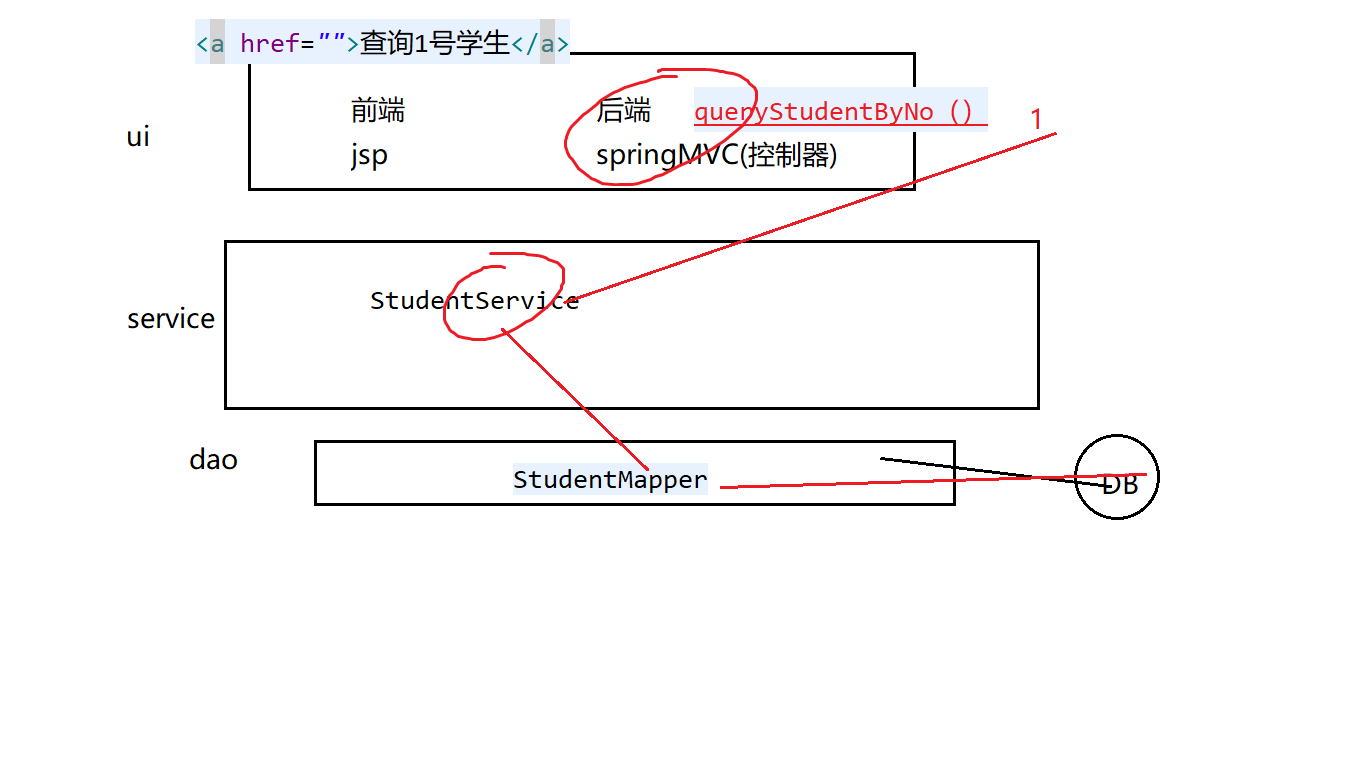 <a href="">查询1号学生</a>
前端 后端 queryStudentByNo () 1
ui
jsp springMVC(控制器)
StudentService
service
dao
StudentMapper DB